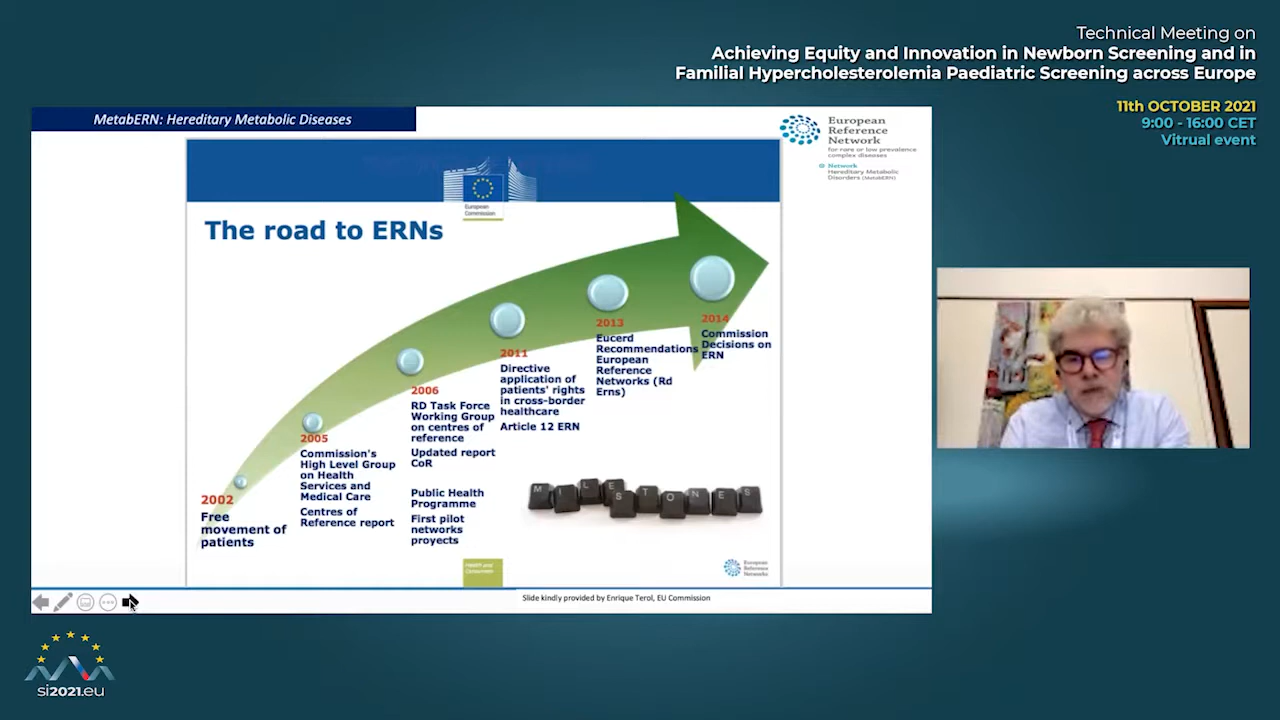 Technical Meeting on
Achieving Equity and Innovation in Newborn Screening and in
Familial Hypercholesterolemia Paediatric Screening across Europe
11th OCTOBER 2021
9:00 - 16:00 CET
Vitrual event
MetabERN: Hereditary Metabolic Diseases
European
Reference
Network
for rare or low prevalence
complex diseases
Network
Hereditary Metabolic
Disorders (MetabERN)
European
Commission
The road to ERNs
2002
Free
movement of
patients
2005
Commission's
High Level Group
on Health
Services and
Medical Care
Centres of
Reference report
2006
RD Task Force
Working Group
on centres of
reference
Updated report
CoR
Public Health
Programme
First pilot
networks
proyects
2011
Directive
application of
patients' rights
in cross-border
healthcare
Article 12 ERN
2013
Eucerd
Recommendations
European
Reference
Networks (Rd
Erns)
2014
Commission
Decisions on
ERN
MILESTONES
Health and
Consumers
European
Reference
Networks
Slide kindly provided by Enrique Terol, EU Commission
si2021.eu